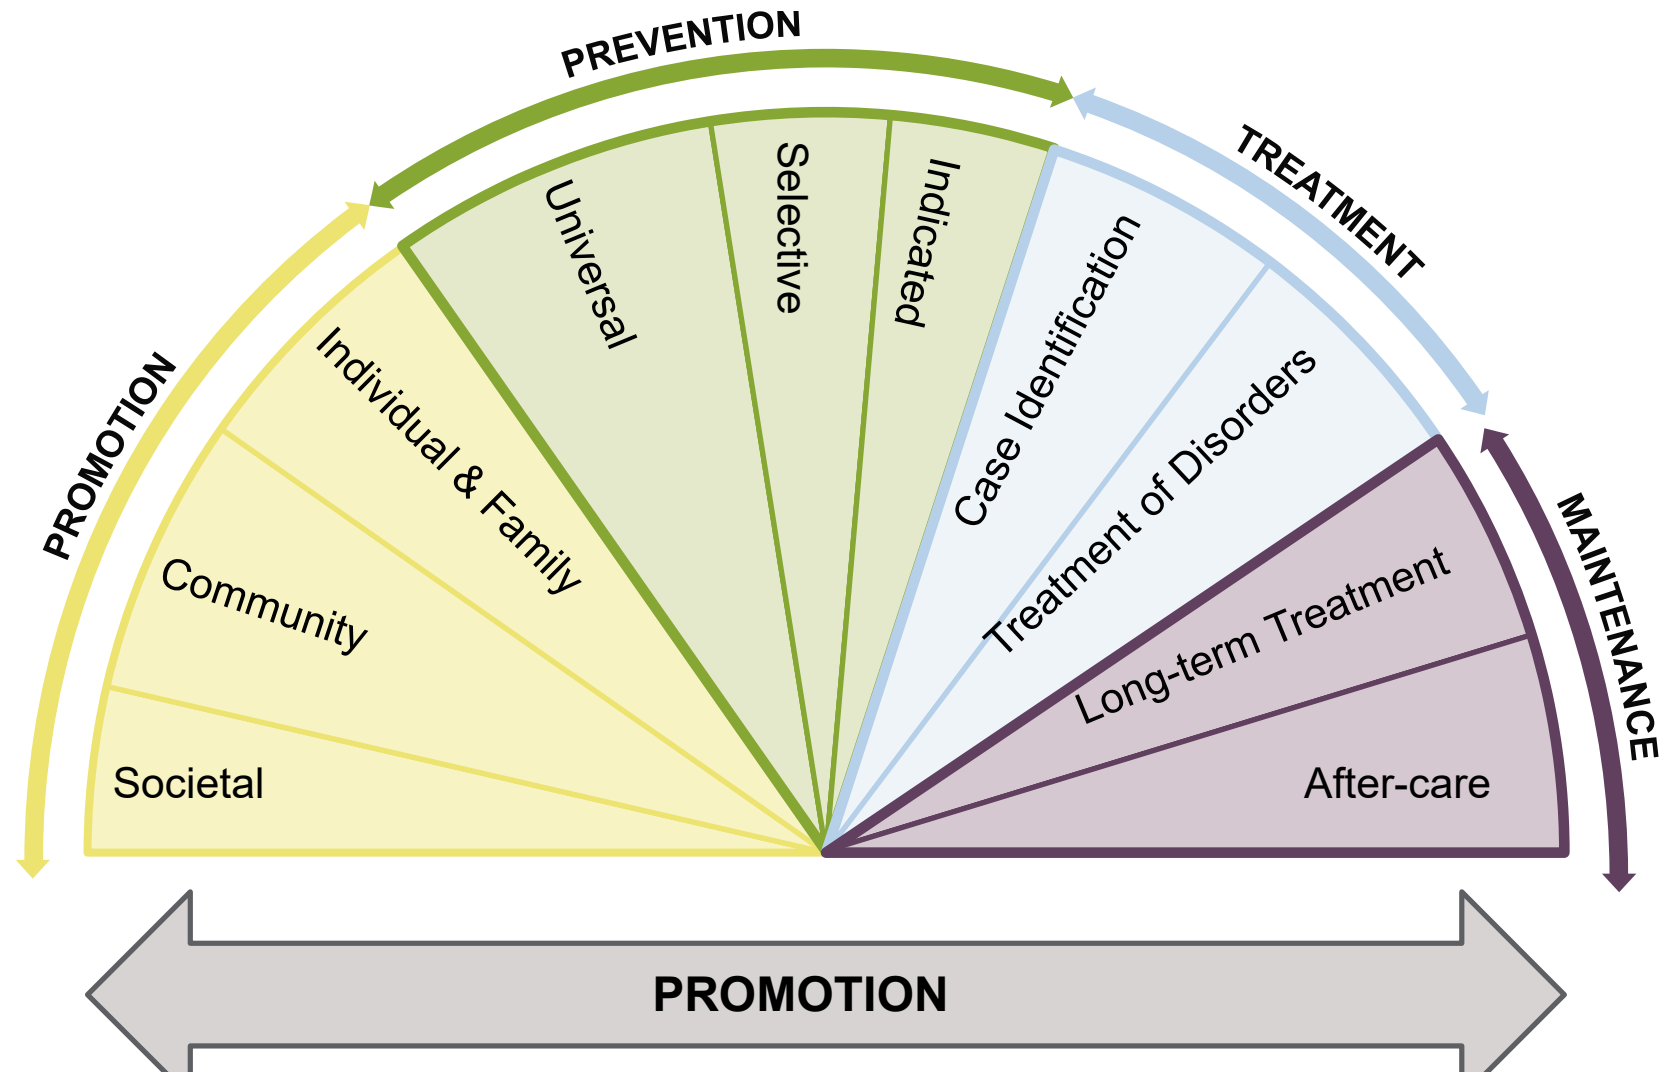 PROMOTION
PREVENTION
TREATMENT
MAINTENANCE
Societal
Community
Individual & Family
Universal
Selective
Indicated
Case Identification
Treatment of Disorders
Long-term Treatment
After-care
PROMOTION